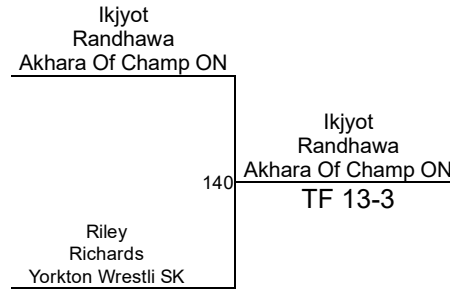 Ikjyot
Randhawa
Akhara Of Champ ON
140
Ikjyot
Randhawa
Akhara Of Champ ON
TF 13-3
Riley
Richards
Yorkton Wrestli SK